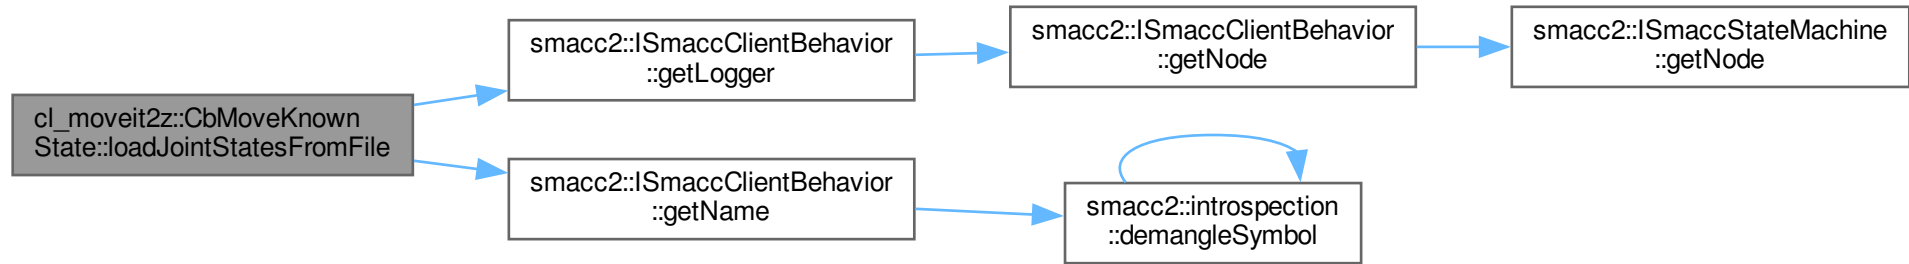 cl_moveit2z::CbMoveKnown
State::loadJointStatesFromFile
smacc2::ISmaccClientBehavior
::getLogger
smacc2::ISmaccClientBehavior
::getNode
smacc2::ISmaccStateMachine
::getNode
smacc2::ISmaccClientBehavior
::getName
smacc2::introspection
::demangleSymbol